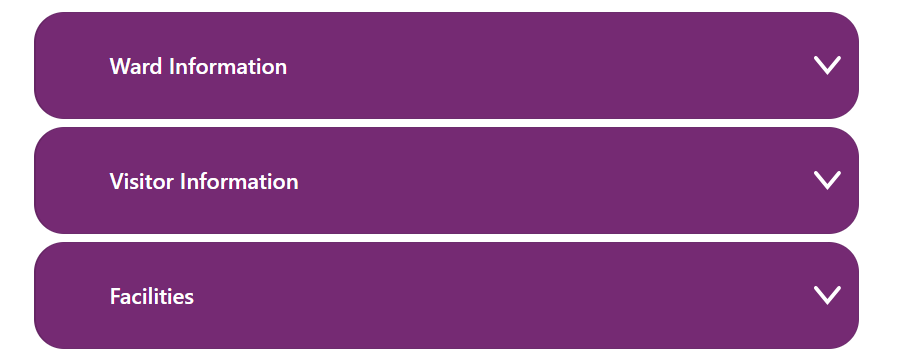 Ward Information
Visitor Information
Facilities